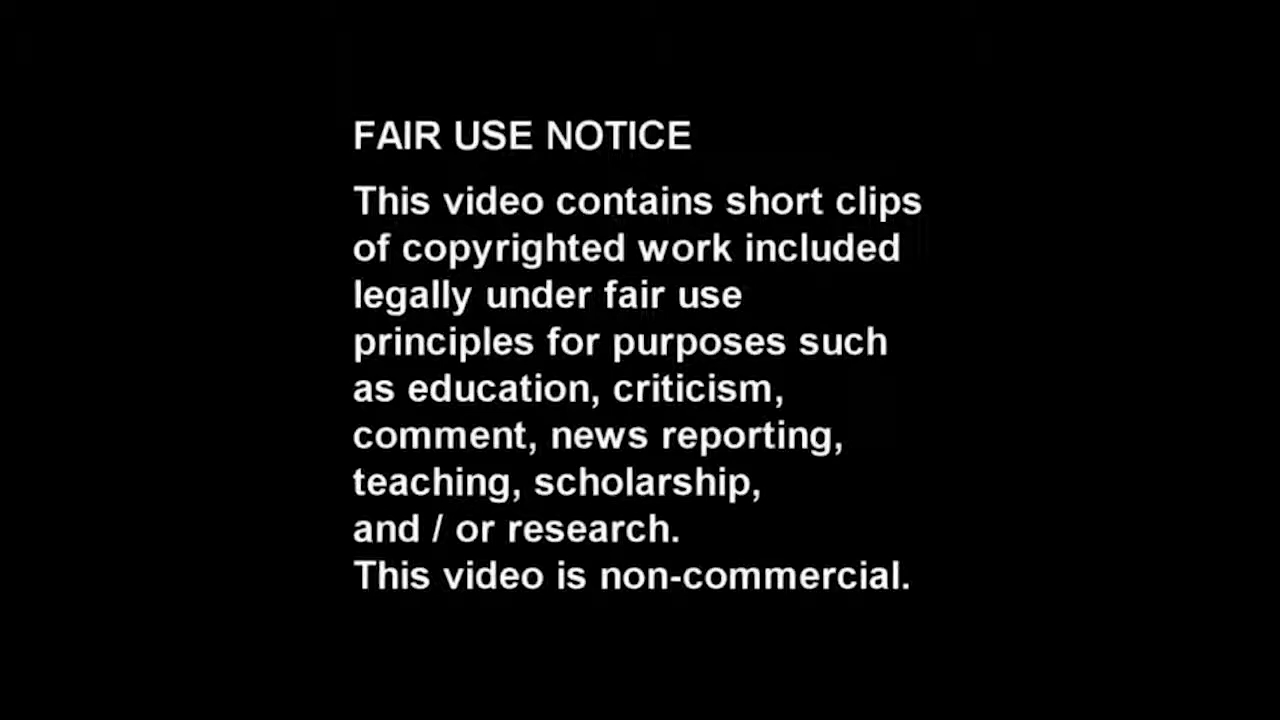 FAIR USE NOTICE
This video contains short clips
of copyrighted work included
legally under fair use
principles for purposes such
as education, criticism,
comment, news reporting,
teaching, scholarship,
and / or research.
This video is non-commercial.